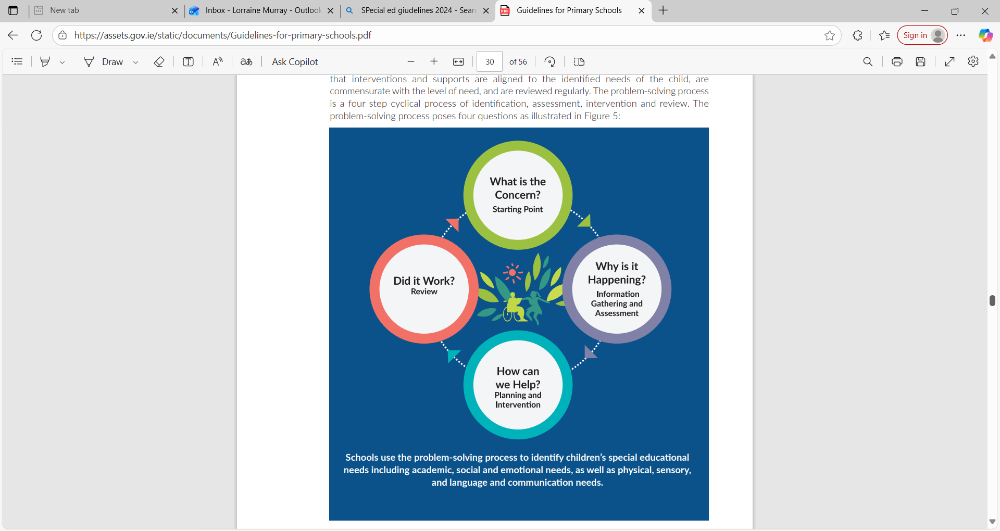 New tab
Inbox - Lorraine Murray - Outlook
SPecial ed giudelines 2024 - Searc
Guidelines for Primary Schools
https://assets.gov.ie/static/documents/Guidelines-for-primary-schools.pdf
Sign in
Draw
Ask Copilot
30 of 56
that interventions and supports are aligned to the identified needs of the child, are
commensurate with the level of need, and are reviewed regularly. The problem-solving process
is a four step cyclical process of identification, assessment, intervention and review. The
problem-solving process poses four questions as illustrated in Figure 5:
What is the
Concern?
Starting Point
Why is it
Happening?
Information
Gathering and
Assessment
How can
we Help?
Planning and
Intervention
Did it Work?
Review
Schools use the problem-solving process to identify children's special educational
needs including academic, social and emotional needs, as well as physical, sensory,
and language and communication needs.